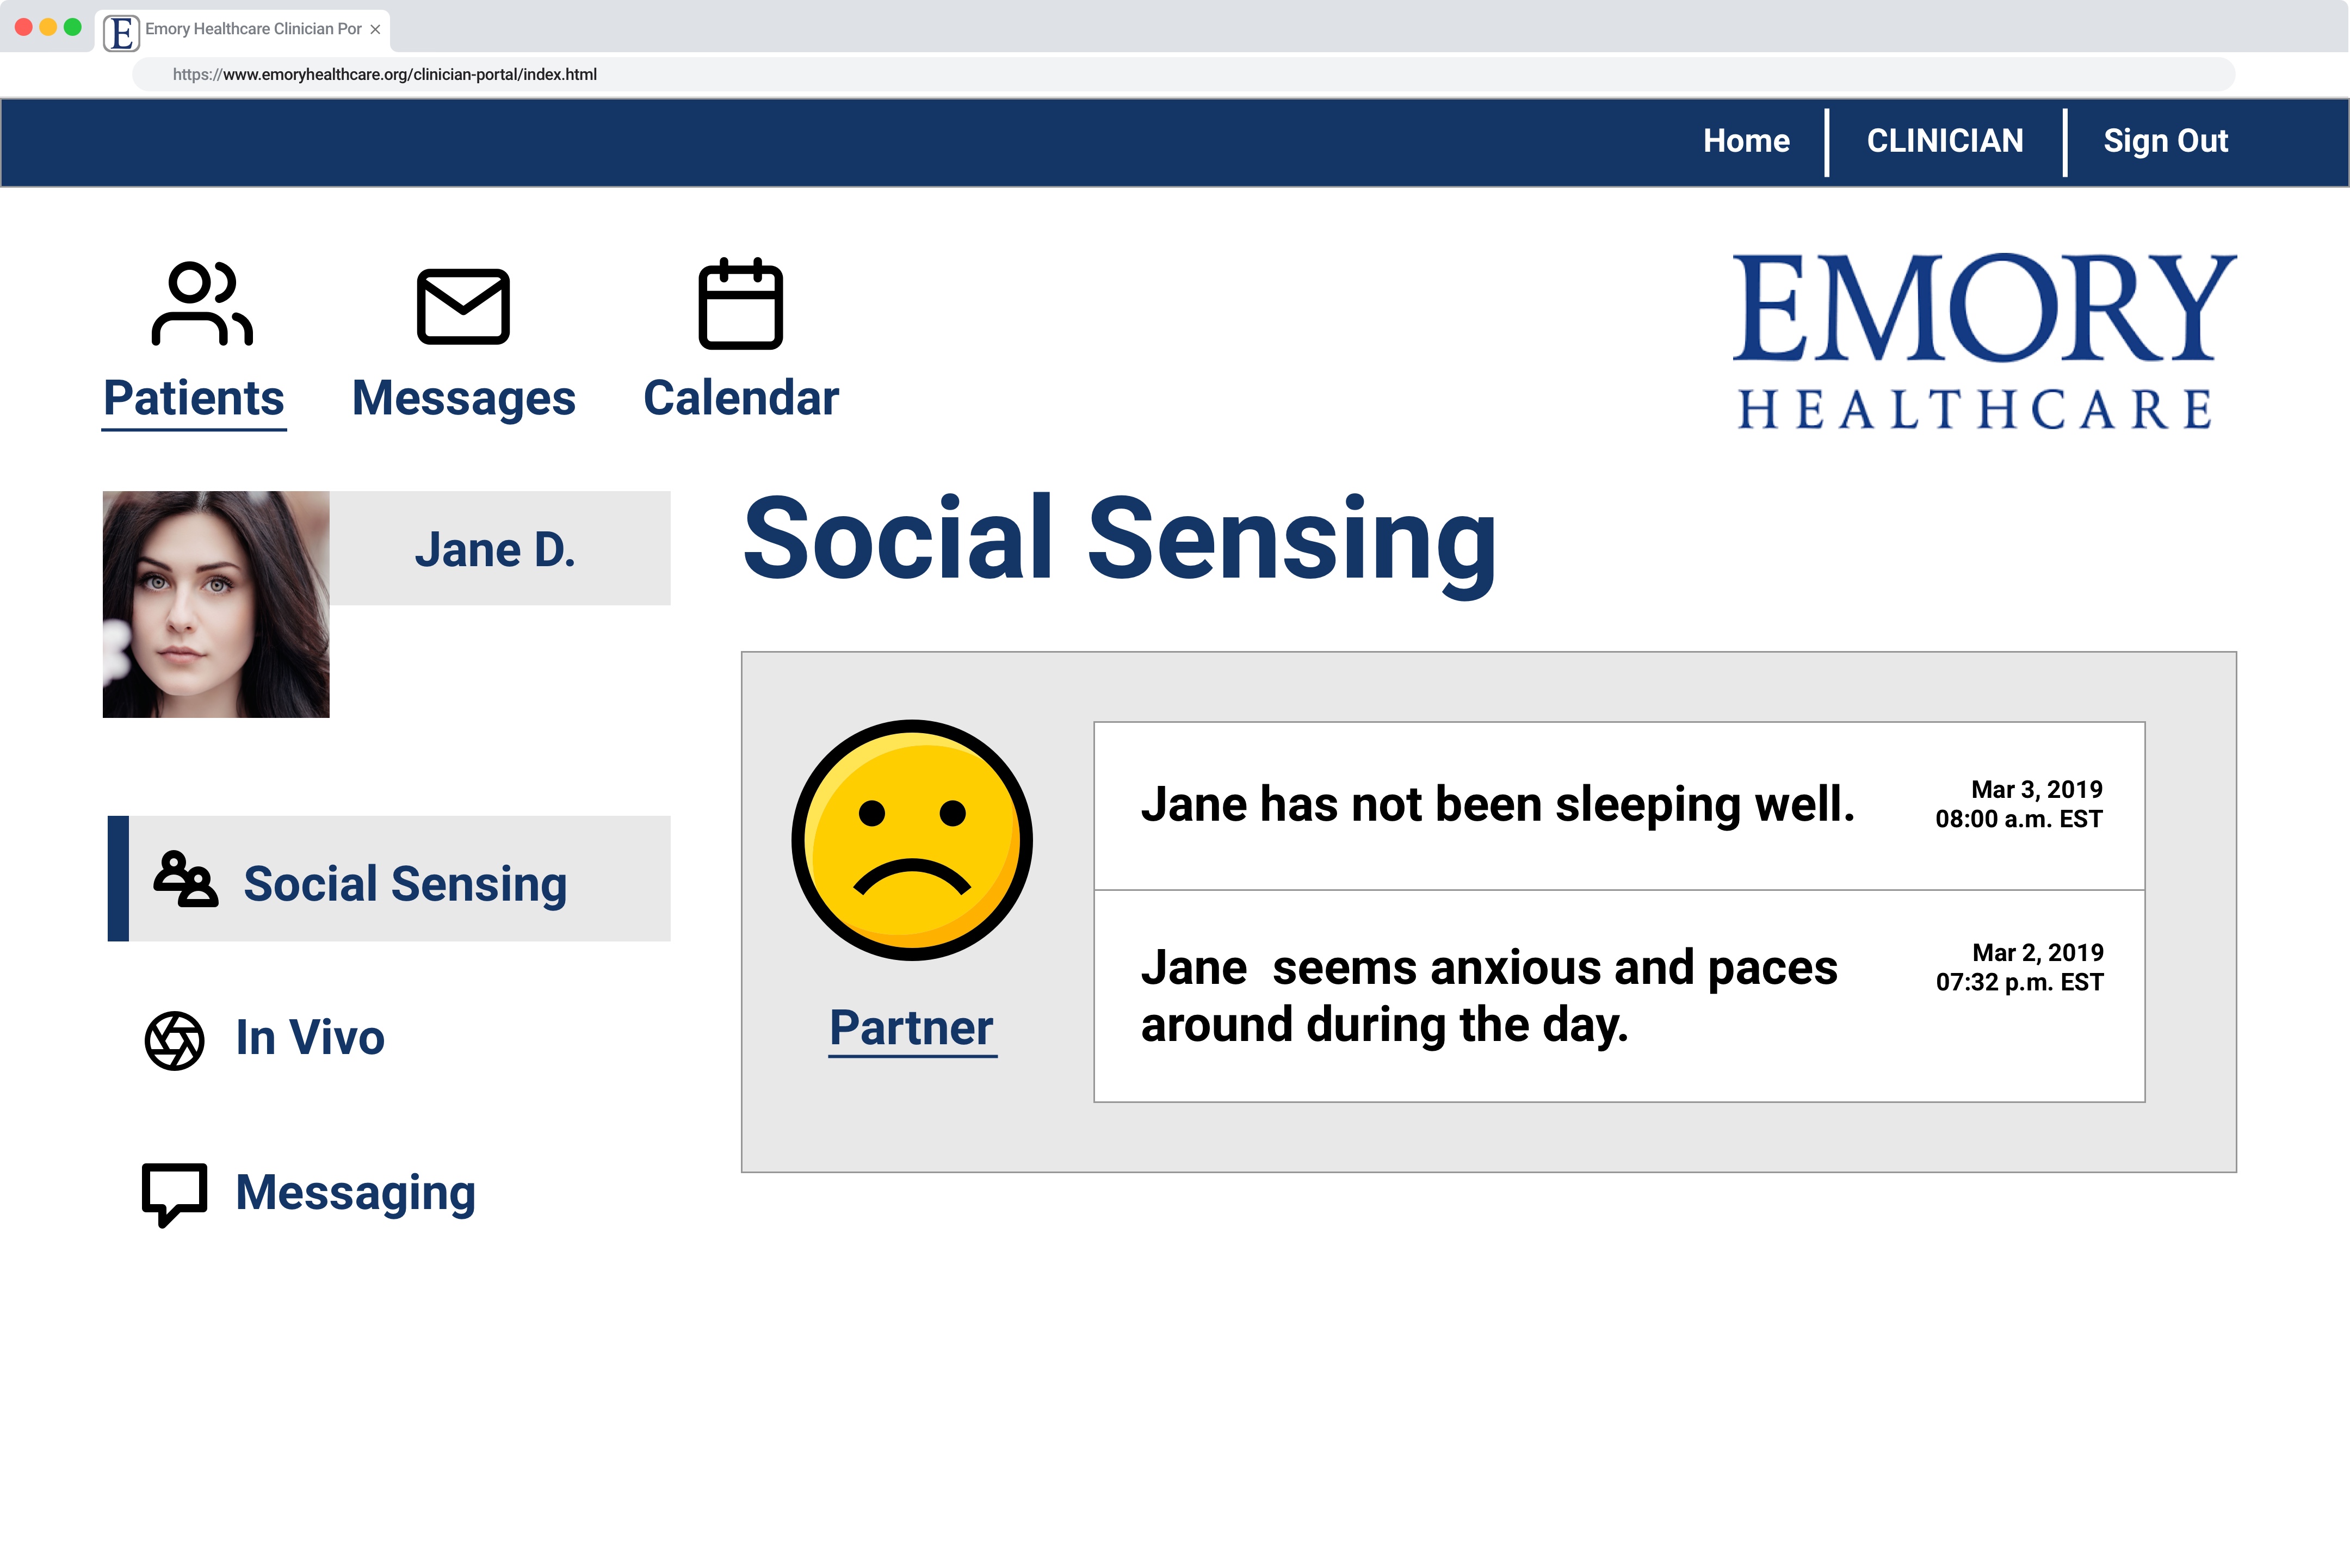 E Emory Healthcare Clinician Por
https://www.emoryhealthcare.org/clinician-portal/index.html
Home CLINICIAN Sign Out
EMORY
HEALTHCARE
Patients Messages Calendar
Jane D.
Social Sensing
In Vivo
Messaging
Social Sensing
Partner
Jane has not been sleeping well.
Mar 3, 2019
08:00 a.m. EST
Jane  seems anxious and paces
around during the day.
Mar 2, 2019
07:32 p.m. EST